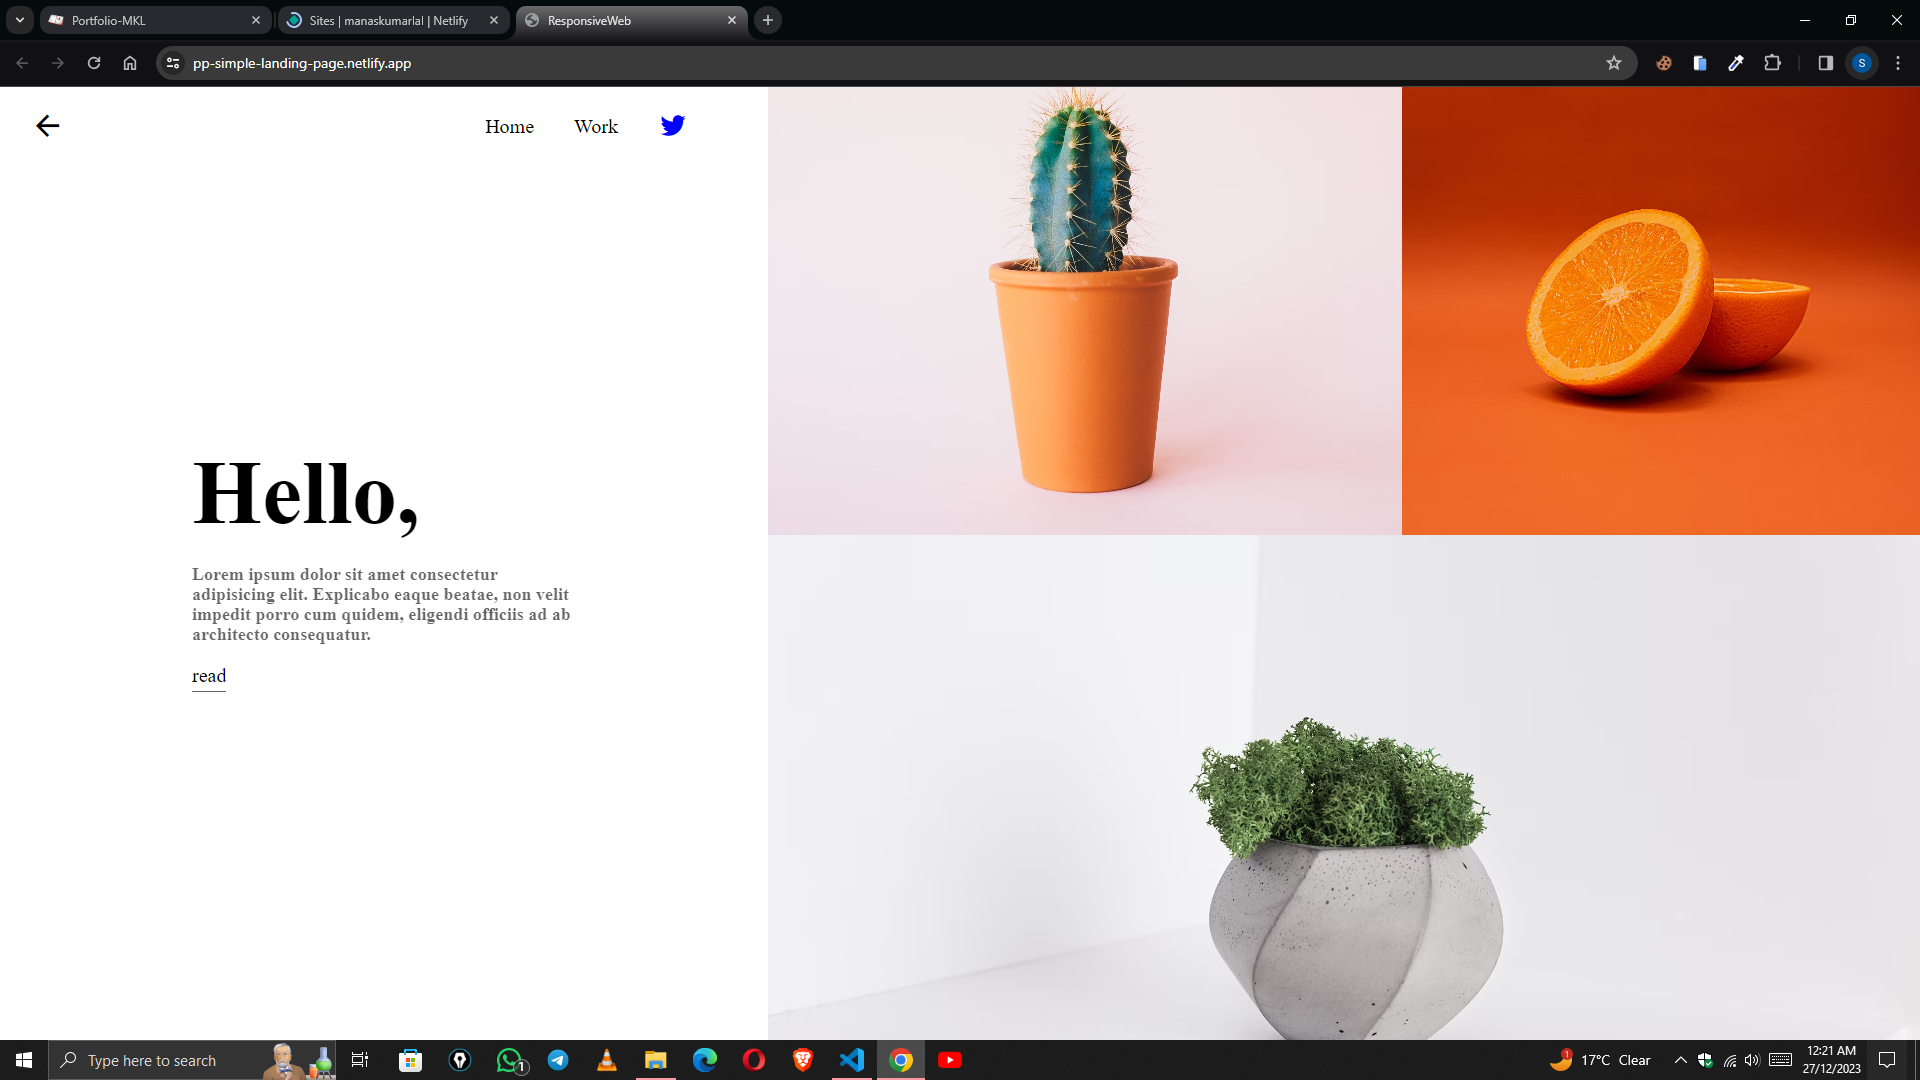 Portfolio-MKL
Sites | manaskumarlal | Netlify
ResponsiveWeb
pp-simple-landing-page.netlify.app
S
Home
Work
Hello,
Lorem ipsum dolor sit amet consectetur
adipisicing elit. Explicabo eaque beatae, non velit
impedit porro cum quidem, eligendi officiis ad ab
architecto consequatur.
read
Type here to search
1
1
17°C Clear
12:21 AM
27/12/2023